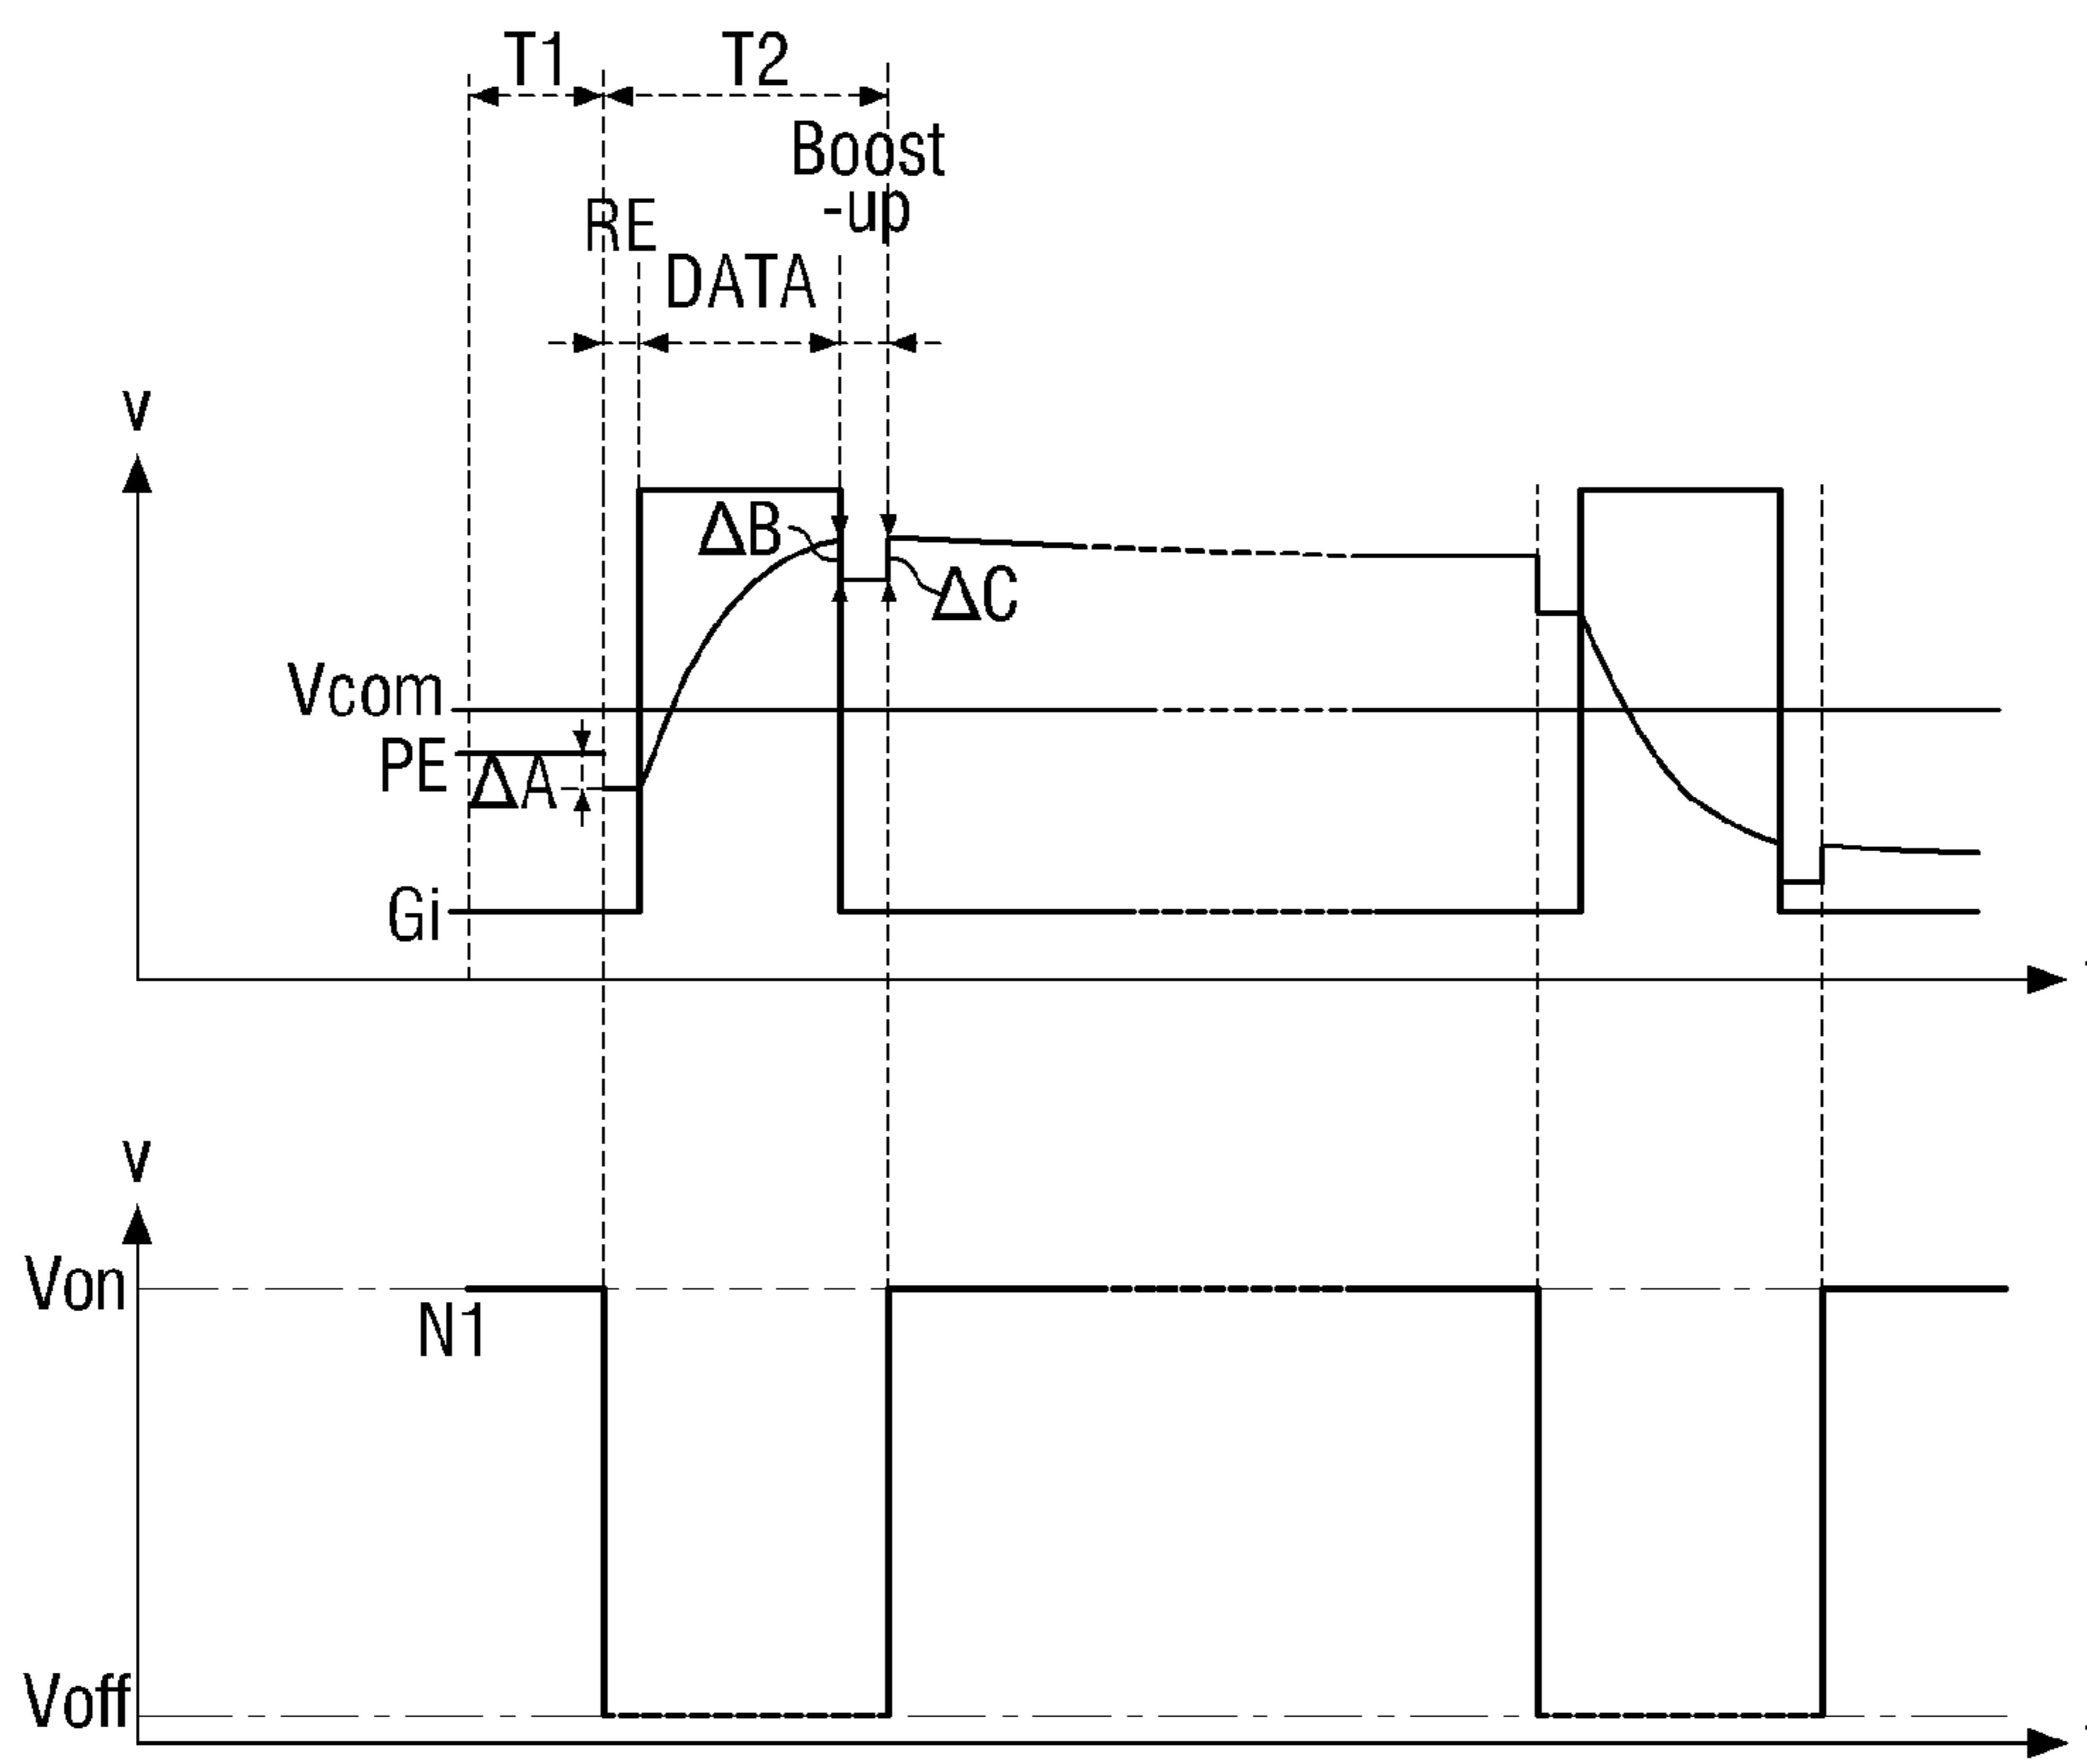 T1
T2
Boost
-up
RE
DATA
v
ΔB
ΔC
Vcom
PE
ΔA
Gi
v
Von
N1
Voff